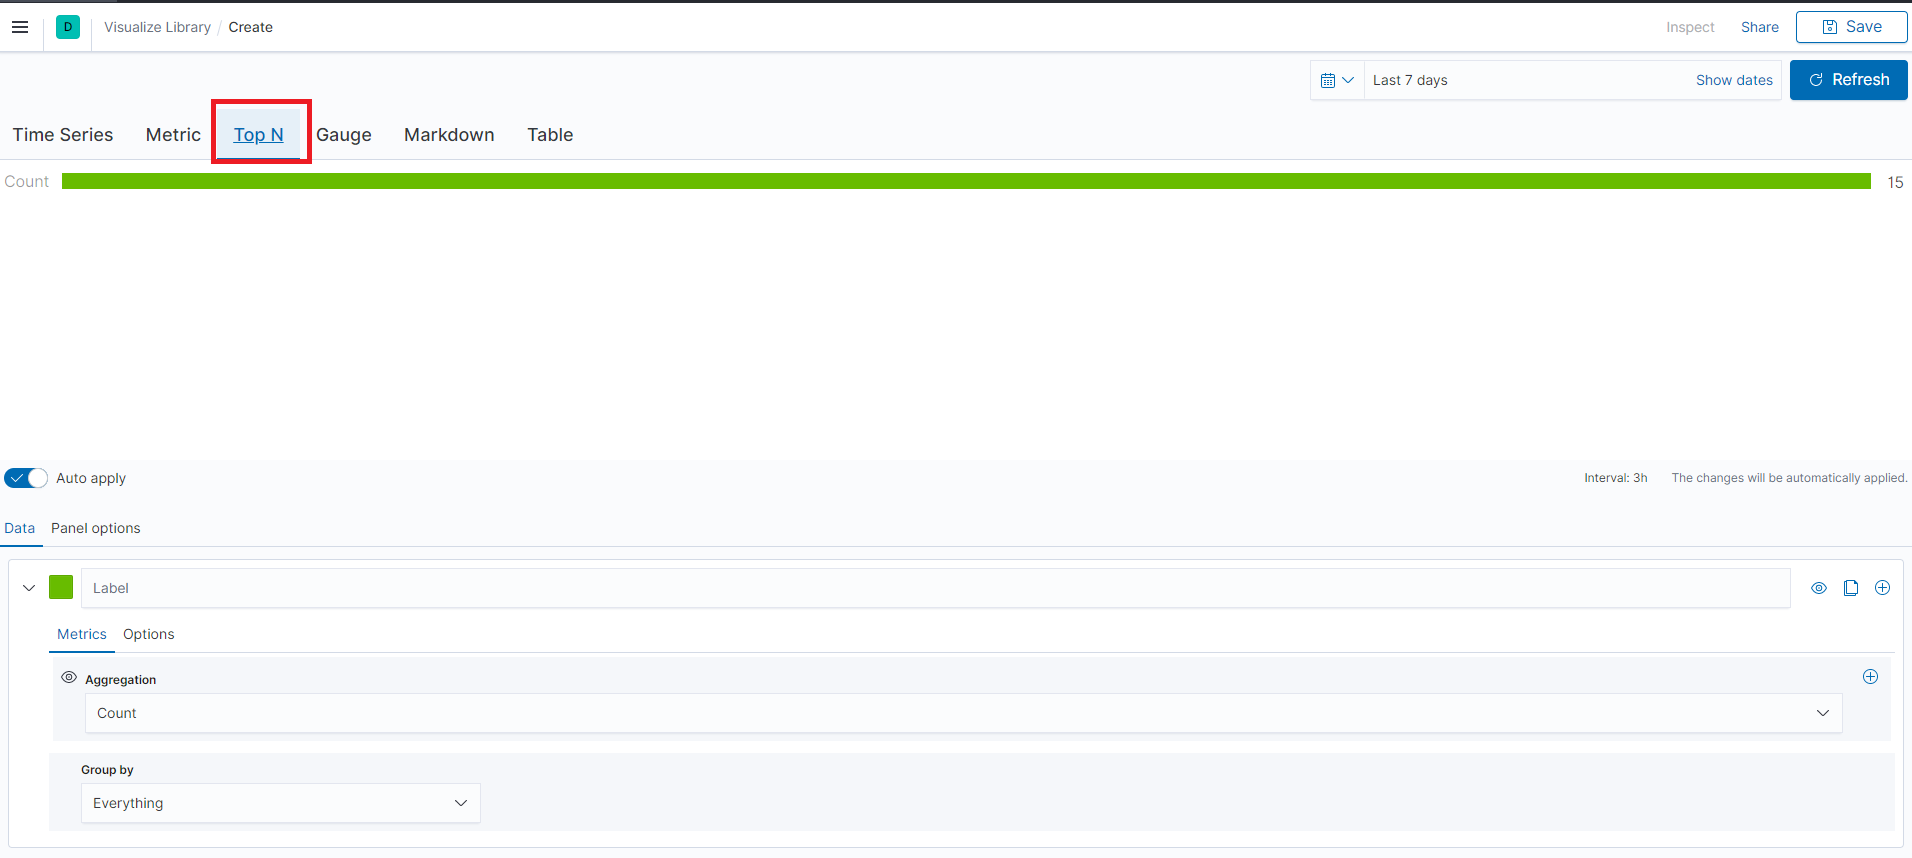 D Visualize Library / Create Inspect Share Save
Last 7 days Show dates Refresh
Time Series Metric Top N Gauge Markdown Table
Count 15
Auto apply Interval: 3h The changes will be automatically applied.
Data Panel options
Label
Metrics Options
Aggregation
Count
Group by
Everything